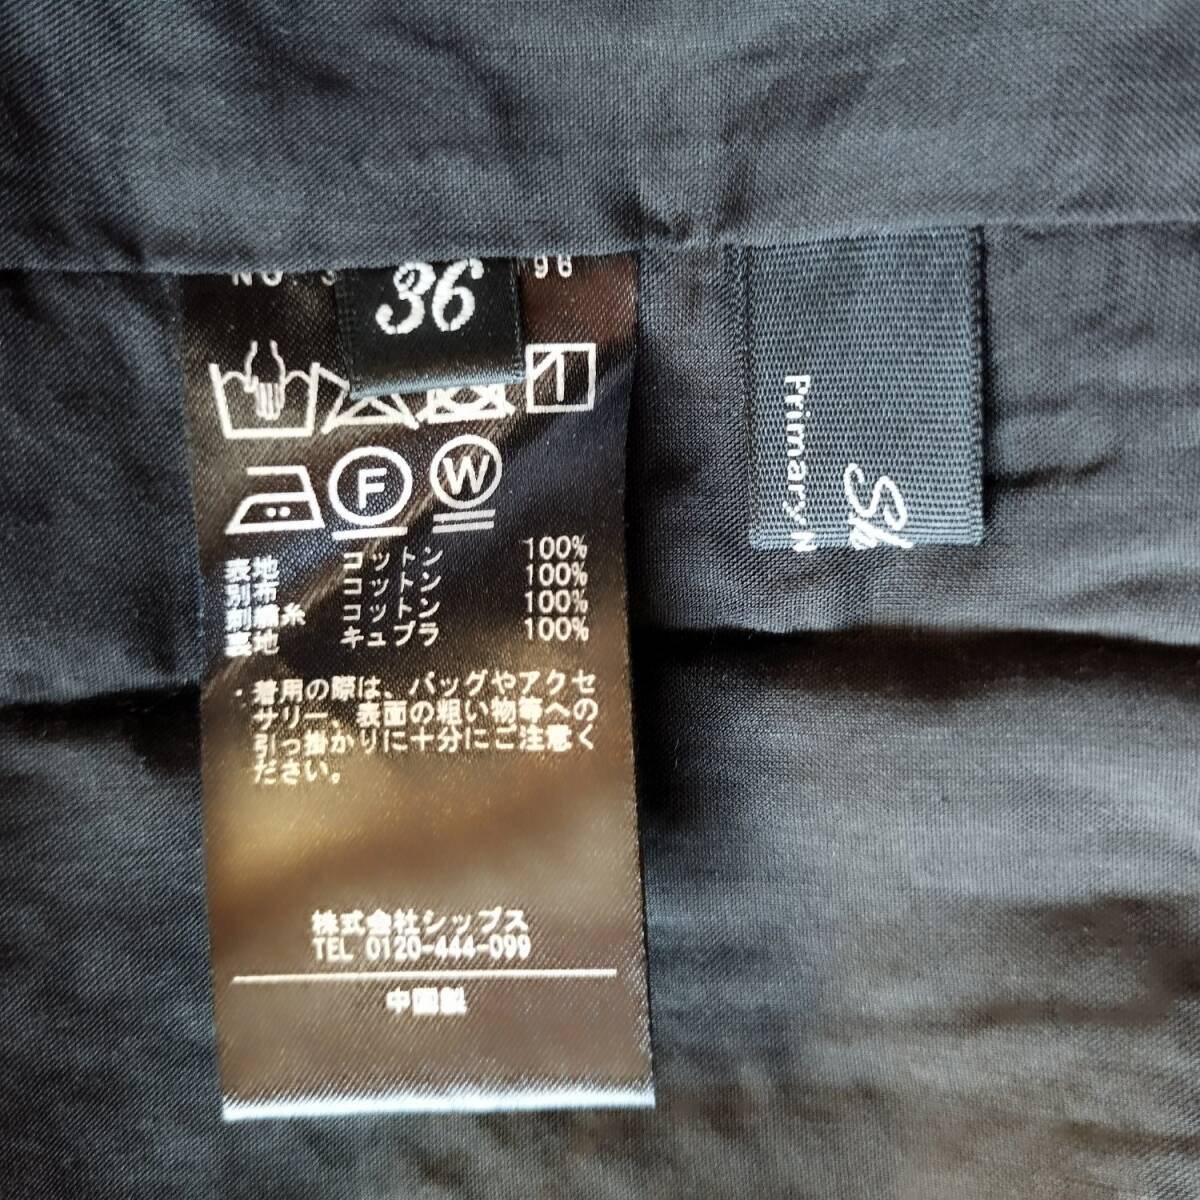 36
96
F
W
表地 コットン 100%
別布 コットン 100%
刺繍糸 コットン 100%
裏地 キュプラ 100%
・着用の際は、バッグやアクセ
サリー、表面の粗い物等への
引っ掛かりに十分にご注意く
ださい。
株式会社シップス
TEL 0120-444-099
中国製
Primary N